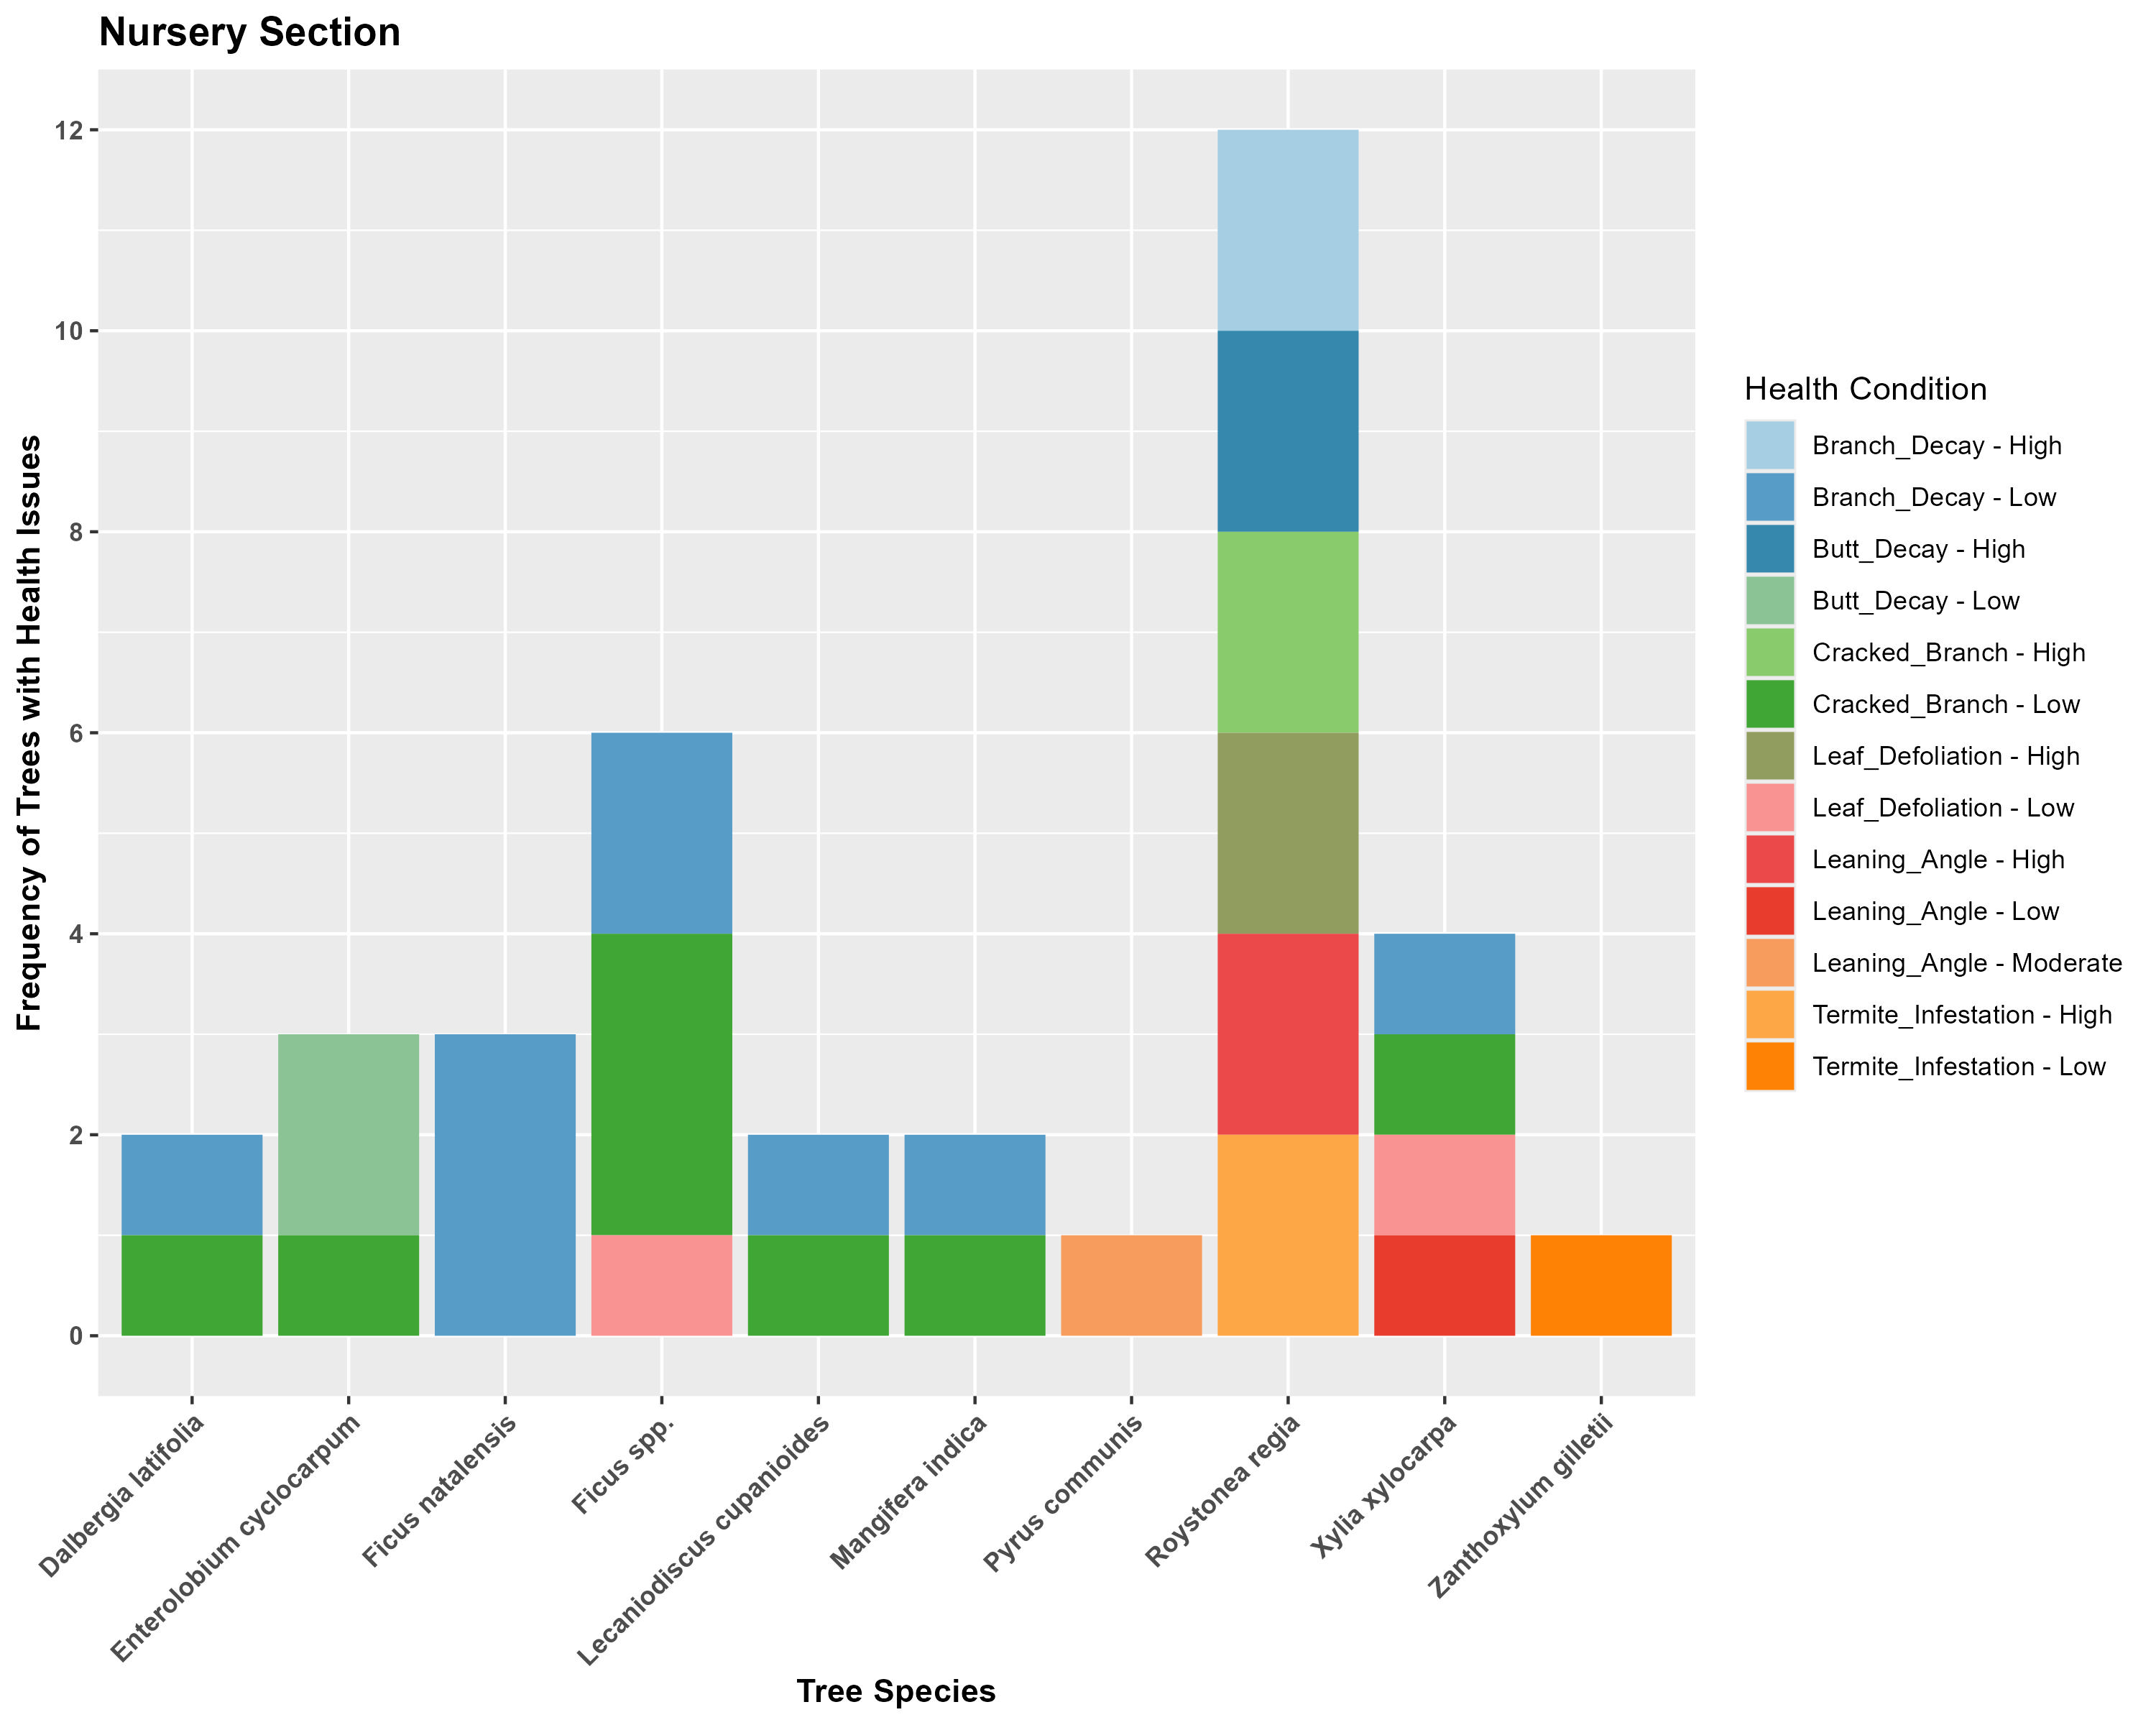 Nursery Section
Frequency of Trees with Health Issues
12
10
8
6
4
2
0
Dalbergia latifolia
Enterolobium cyclocarpum
Ficus natalensis
Ficus spp.
Lecaniodiscus cupanioides
Mangifera indica
Pyrus communis
Roystonea regia
Xylia xylocarpa
Zanthoxylum gilletii
Tree Species
Health Condition
Branch_Decay - High
Branch_Decay - Low
Butt_Decay - High
Butt_Decay - Low
Cracked_Branch - High
Cracked_Branch - Low
Leaf_Defoliation - High
Leaf_Defoliation - Low
Leaning_Angle - High
Leaning_Angle - Low
Leaning_Angle - Moderate
Termite_Infestation - High
Termite_Infestation - Low